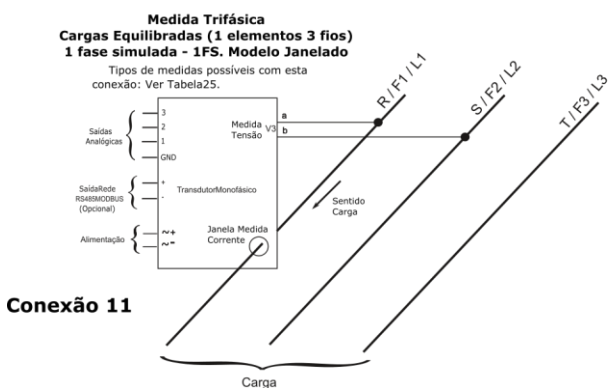 Medida Trifásica
Cargas Equilibradas (1 elementos 3 fios)
1 fase simulada - 1FS. Modelo Janelado
Tipos de medidas possíveis com esta
conexão: Ver Tabela25.
R / F1 / L1
S / F2 / L2
T / F3 / L3
Saídas
Analógicas
3
2
1
GND
Medida
Tensão
V3
a
b
SaídaRede
RS485MODBUS
(Opcional)
+
-
TransdutorMonofásico
Sentido
Carga
Alimentação
~+
~-
Janela Medida
Corrente
Conexão 11
Carga